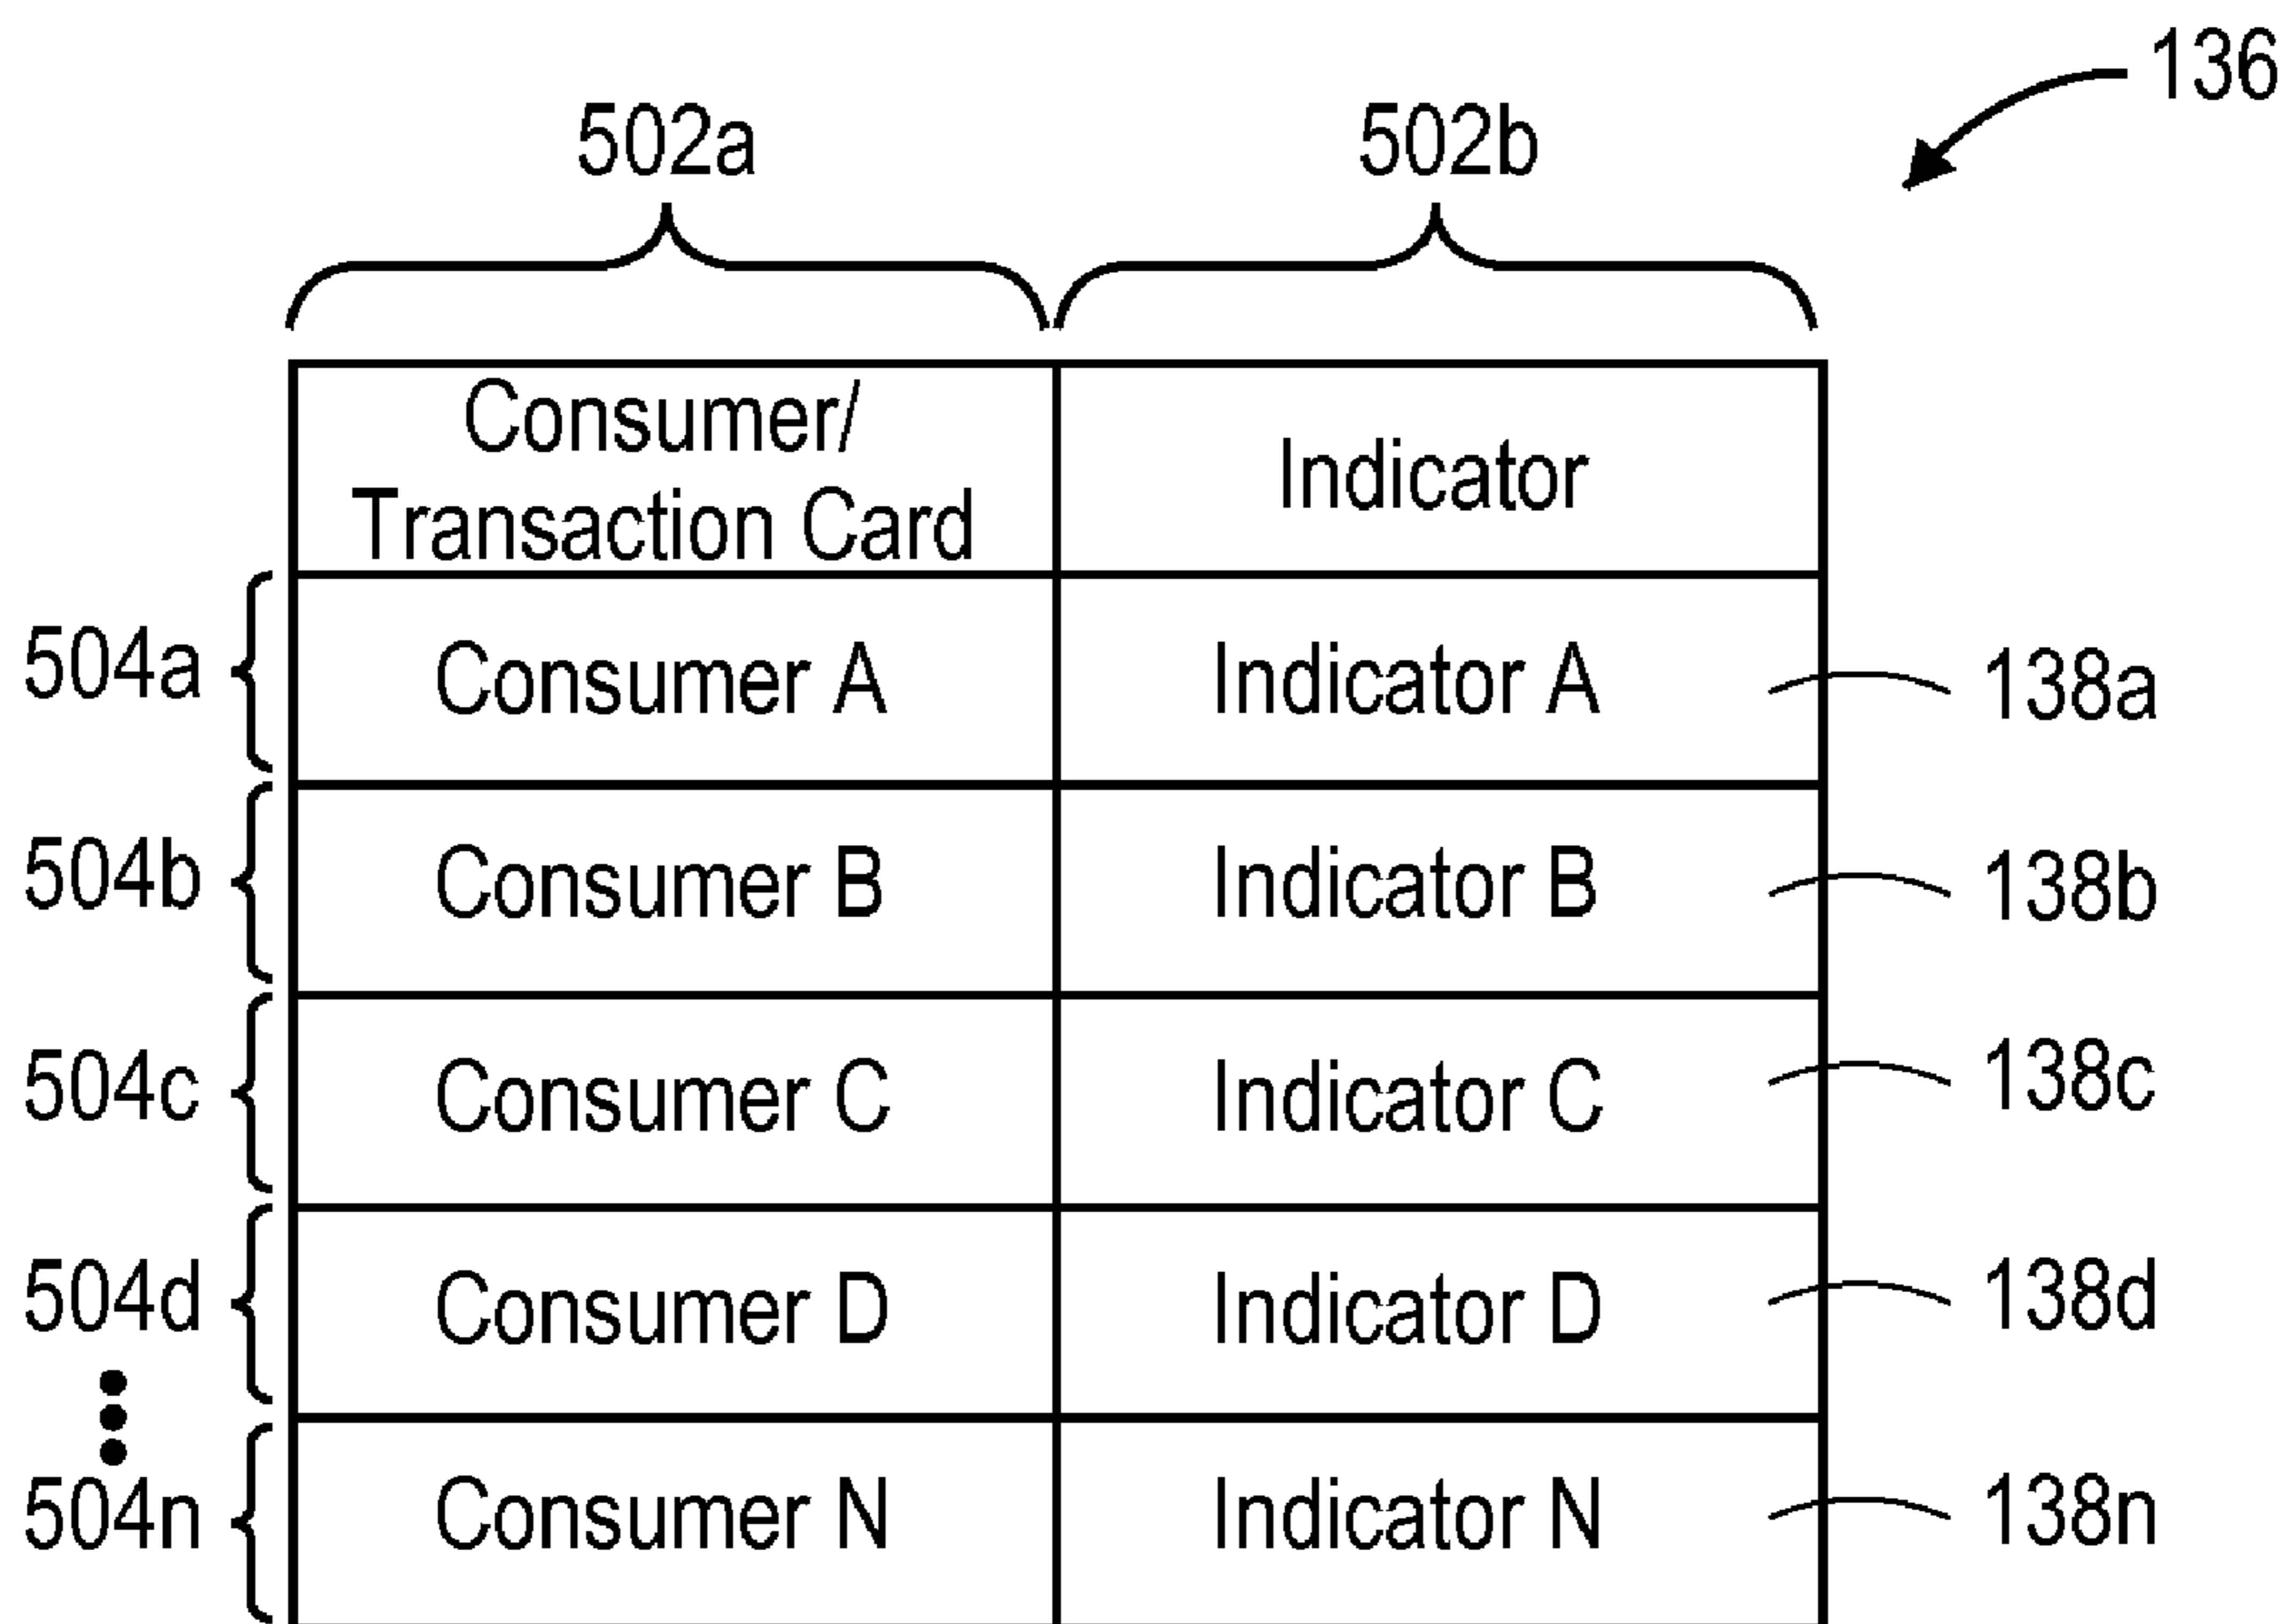 136
502a 502b
Consumer/
Transaction Card
Indicator
504a Consumer A Indicator A 138a
504b Consumer B Indicator B 138b
504c Consumer C Indicator C 138c
504d Consumer D Indicator D 138d
504n Consumer N Indicator N 138n